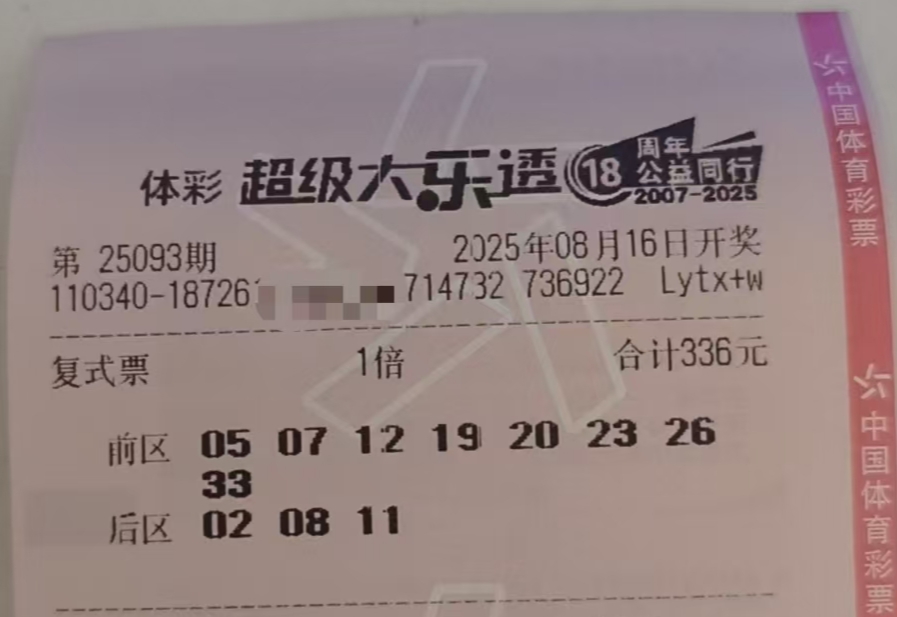 体彩 超级大乐透 18 周年 公益同行 2007-2025
第 25093期 2025年08月16日开奖
110340-18726 714732 736922 Lytx+w
复式票 1倍 合计336元
前区 05 07 12 19 20 23 26
33
后区 02 08 11
中国体育彩票
中国体育彩票